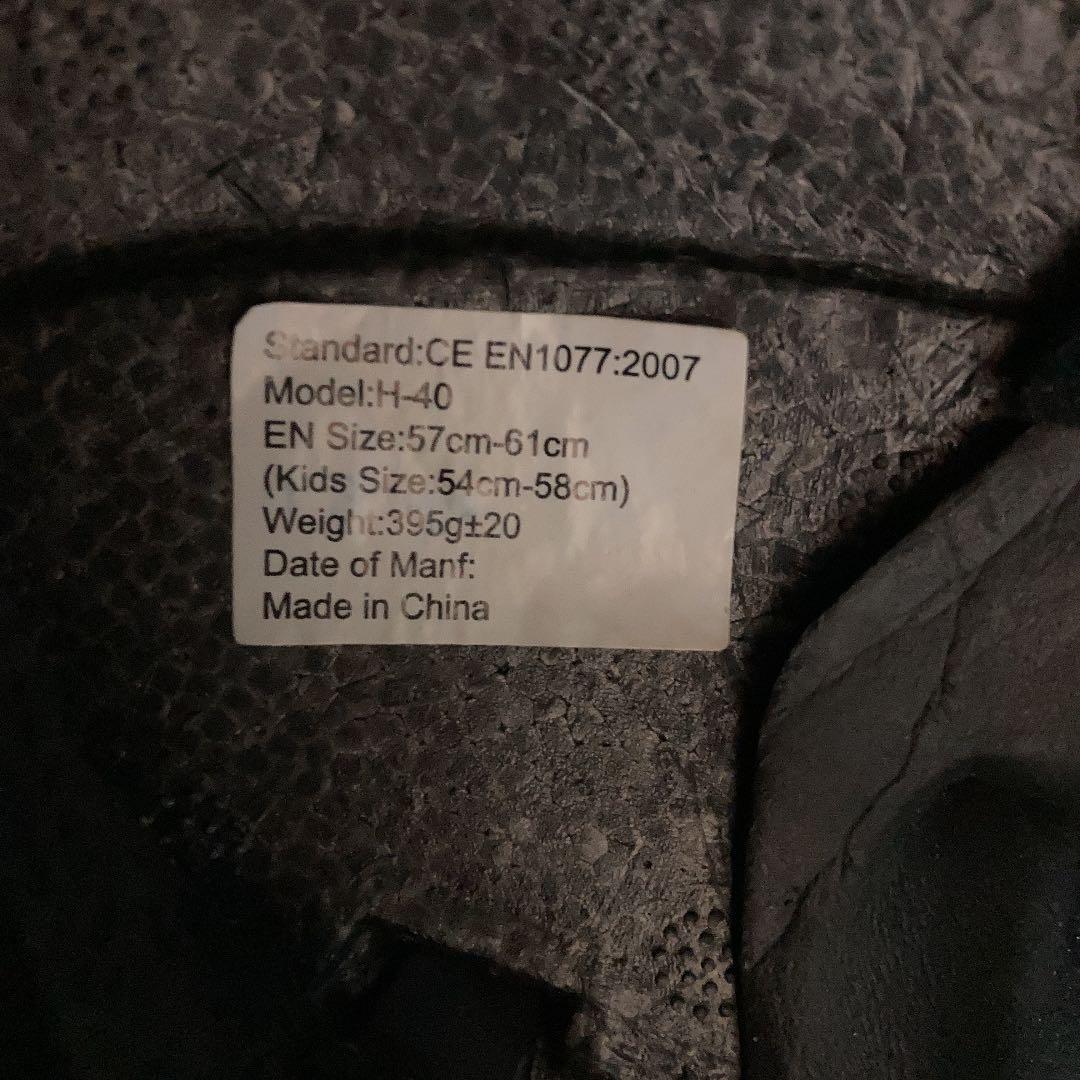 Standard:CE EN1077:2007
Model:H-40
EN Size:57cm-61cm
(Kids Size:54cm-58cm)
Weight:395g±20
Date of Manf:
Made in China